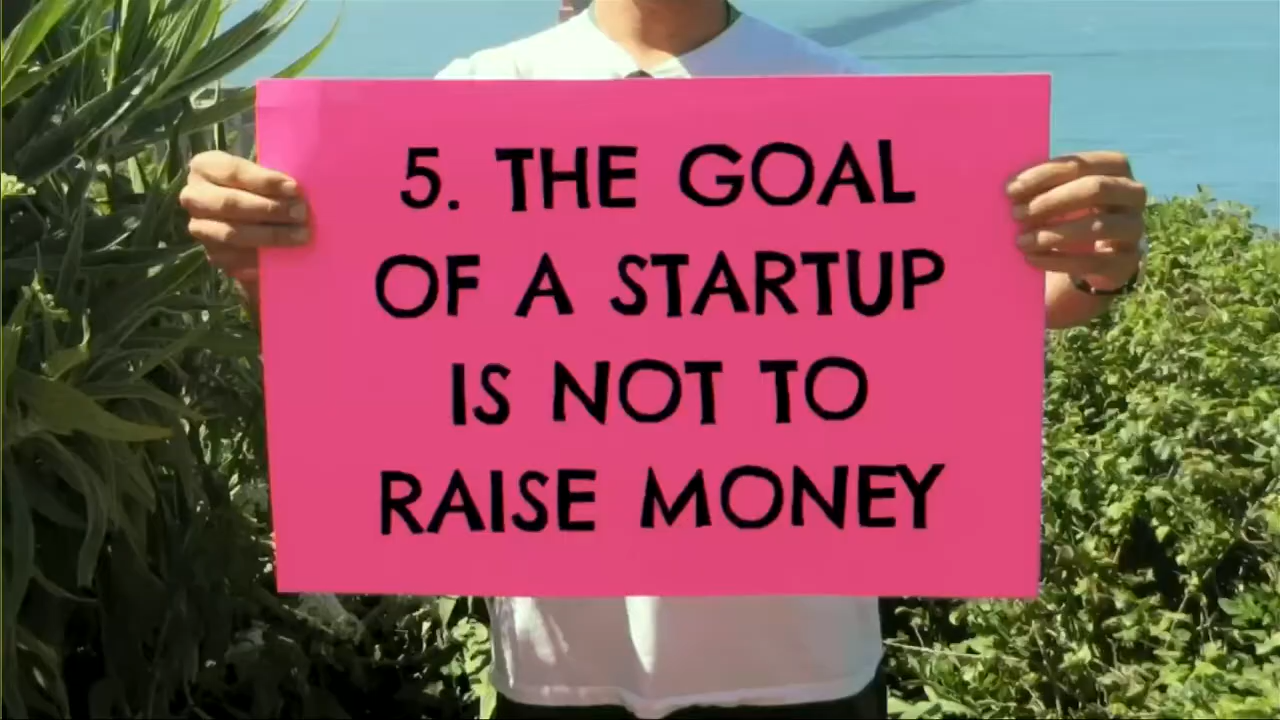 5. THE GOAL
OF A STARTUP
IS NOT TO
RAISE MONEY